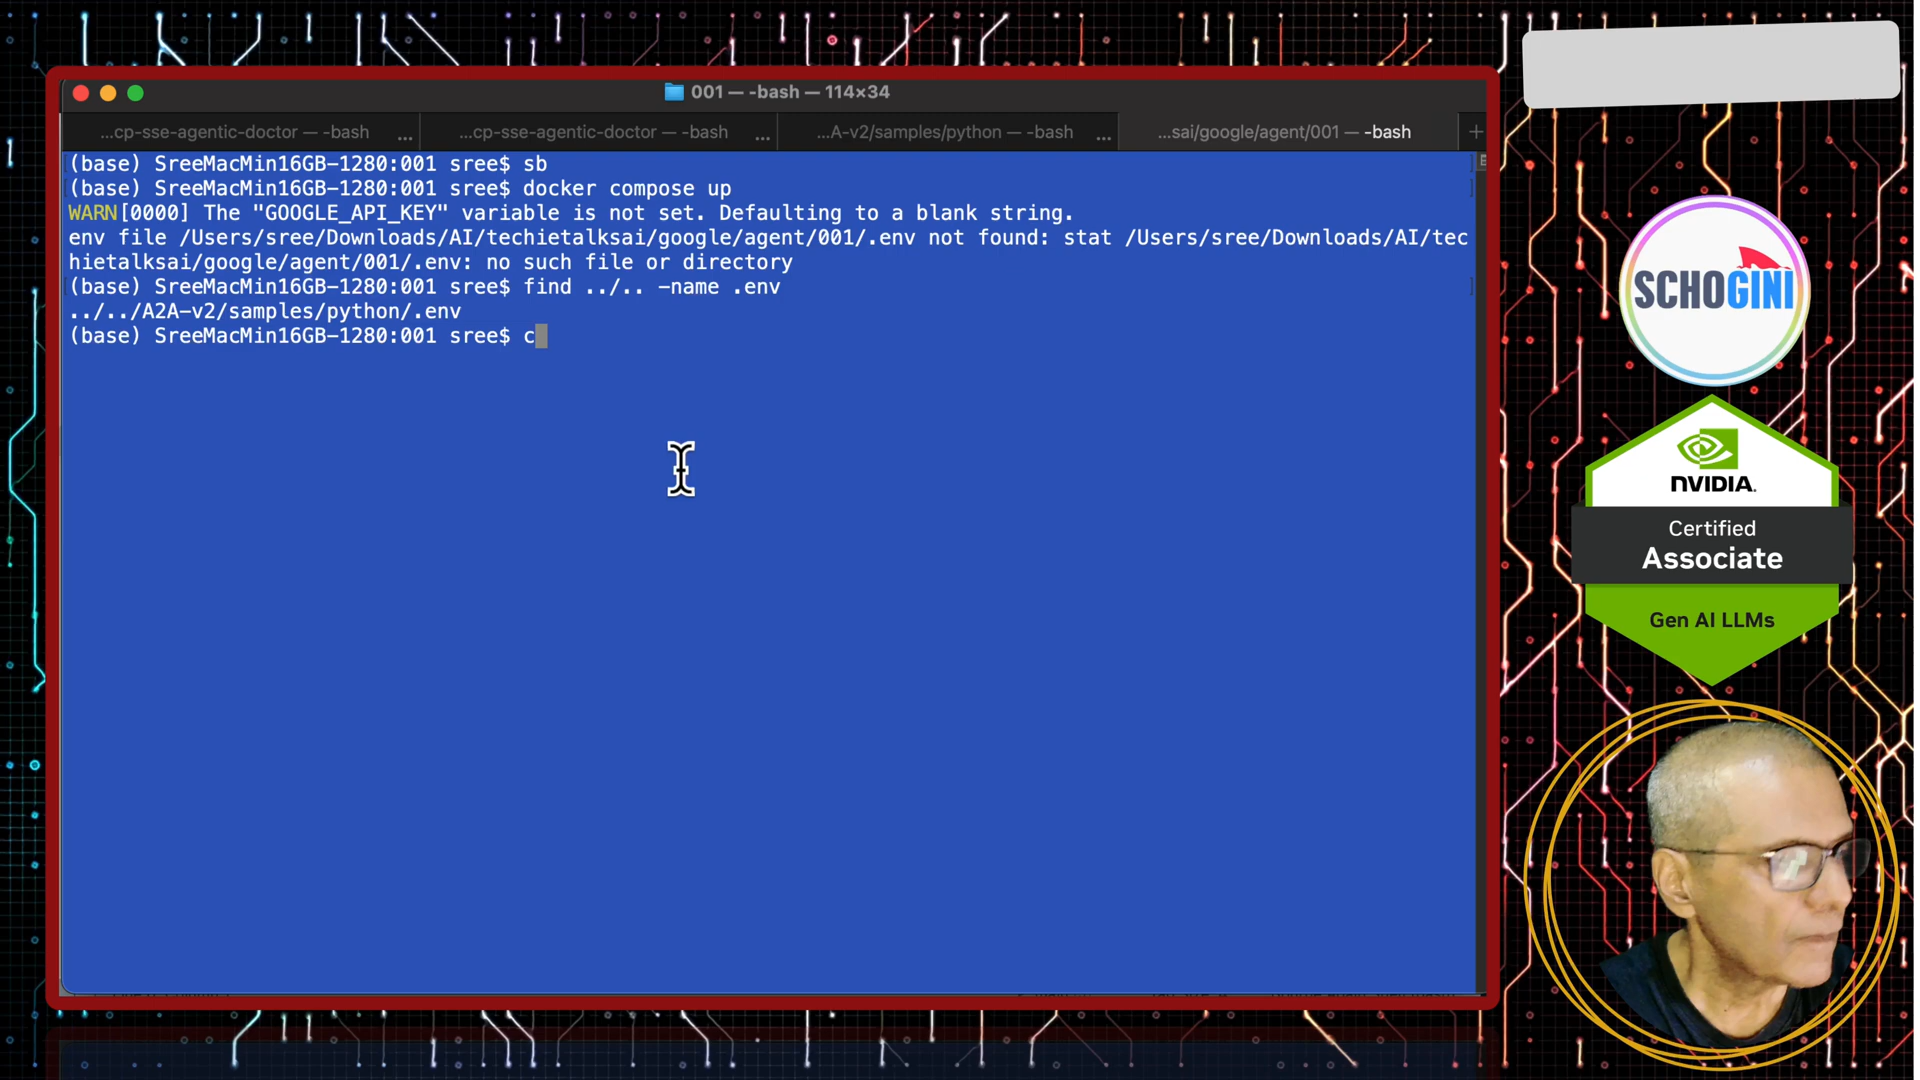 001 — -bash — 114×34
...cp-sse-agentic-doctor — -bash ... ...cp-sse-agentic-doctor — -bash ... ...A-v2/samples/python — -bash ... ...sai/google/agent/001 — -bash +
(base) SreeMacMin16GB-1280:001 sree$ sb
(base) SreeMacMin16GB-1280:001 sree$ docker compose up
WARN[0000] The "GOOGLE_API_KEY" variable is not set. Defaulting to a blank string.
env file /Users/sree/Downloads/AI/techietalksai/google/agent/001/.env not found: stat /Users/sree/Downloads/AI/tec
hietalksai/google/agent/001/.env: no such file or directory
(base) SreeMacMin16GB-1280:001 sree$ find ../.. -name .env
../../A2A-v2/samples/python/.env
(base) SreeMacMin16GB-1280:001 sree$ c
SCHOGINI
NVIDIA.
Certified
Associate
Gen AI LLMs